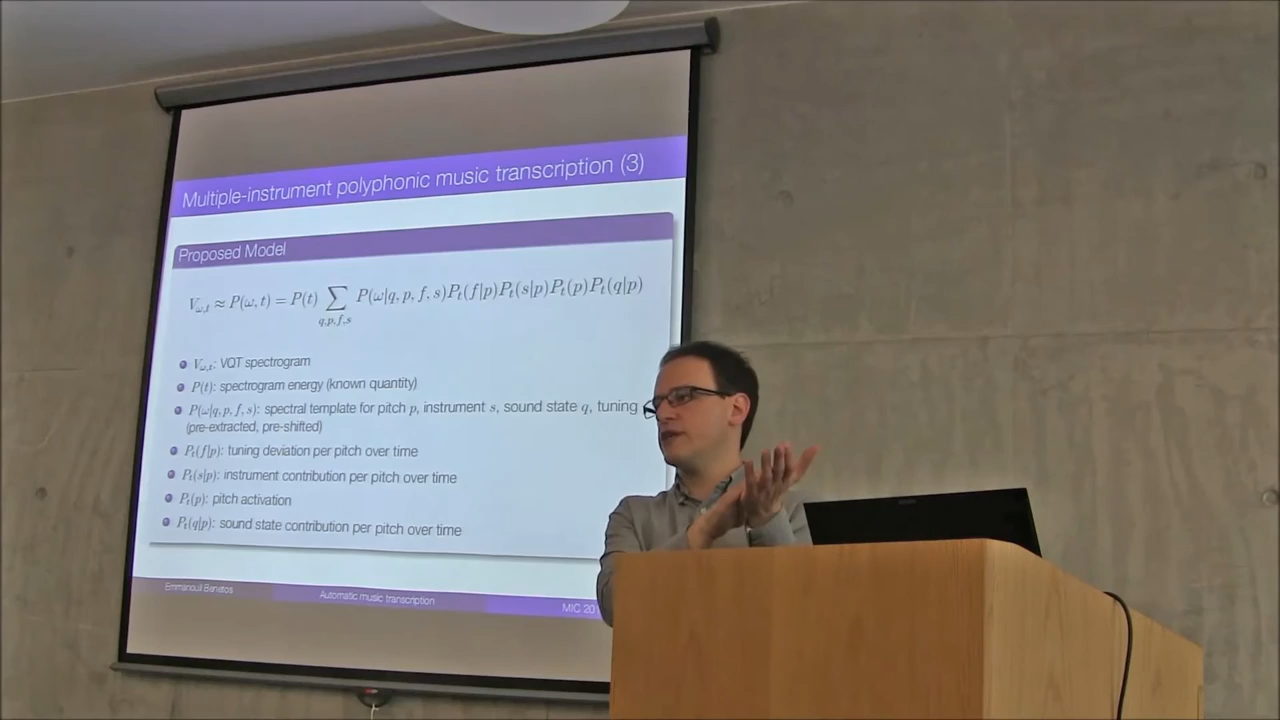 Multiple-instrument polyphonic music transcription (3)
Proposed Model
V_{ω,t} ≈ P(ω, t) = P(t) ∑_{q,p,f,s} P(ω|q, p, f, s)P_t(f|p)P_t(s|p)P_t(p)P_t(q|p)
V_{ω,t}: VQT spectrogram
P(t): spectrogram energy (known quantity)
P(ω|q, p, f, s): spectral template for pitch p, instrument s, sound state q, tuning
(pre-extracted, pre-shifted)
P_t(f|p): tuning deviation per pitch over time
P_t(s|p): instrument contribution per pitch over time
P_t(p): pitch activation
P_t(q|p): sound state contribution per pitch over time
Emmanouil Benetos
Automatic music transcription
MIC 20